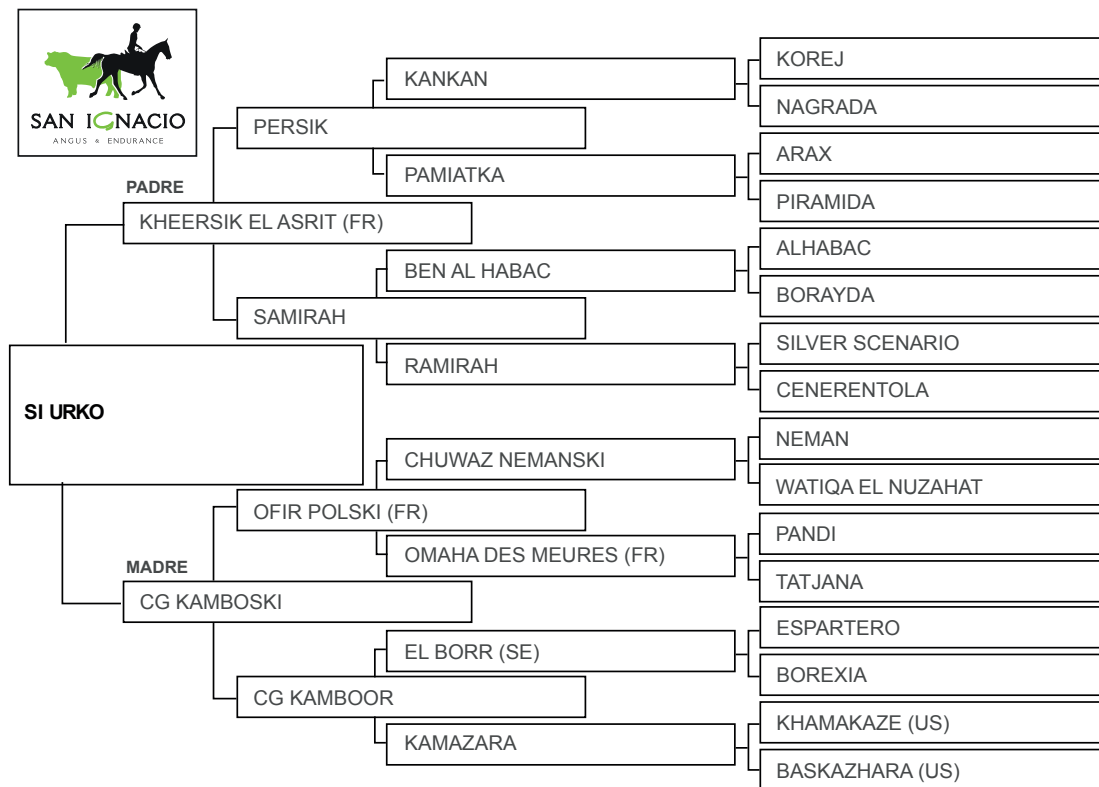 SAN IGNACIO
ANGUS & ENDURANCE
KOREJ
KANKAN
NAGRADA
PERSIK
ARAX
PAMIATKA
PADRE
PIRAMIDA
KHEERSIK EL ASRIT (FR)
ALHABAC
BEN AL HABAC
BORAYDA
SAMIRAH
SILVER SCENARIO
RAMIRAH
CENERENTOLA
SI URKO
NEMAN
CHUWAZ NEMANSKI
WATIQA EL NUZAHAT
OFIR POLSKI (FR)
PANDI
OMAHA DES MEURES (FR)
MADRE
TATJANA
CG KAMBOSKI
ESPARTERO
EL BORR (SE)
BOREXIA
CG KAMBOOR
KHAMAKAZE (US)
KAMAZARA
BASKAZHARA (US)